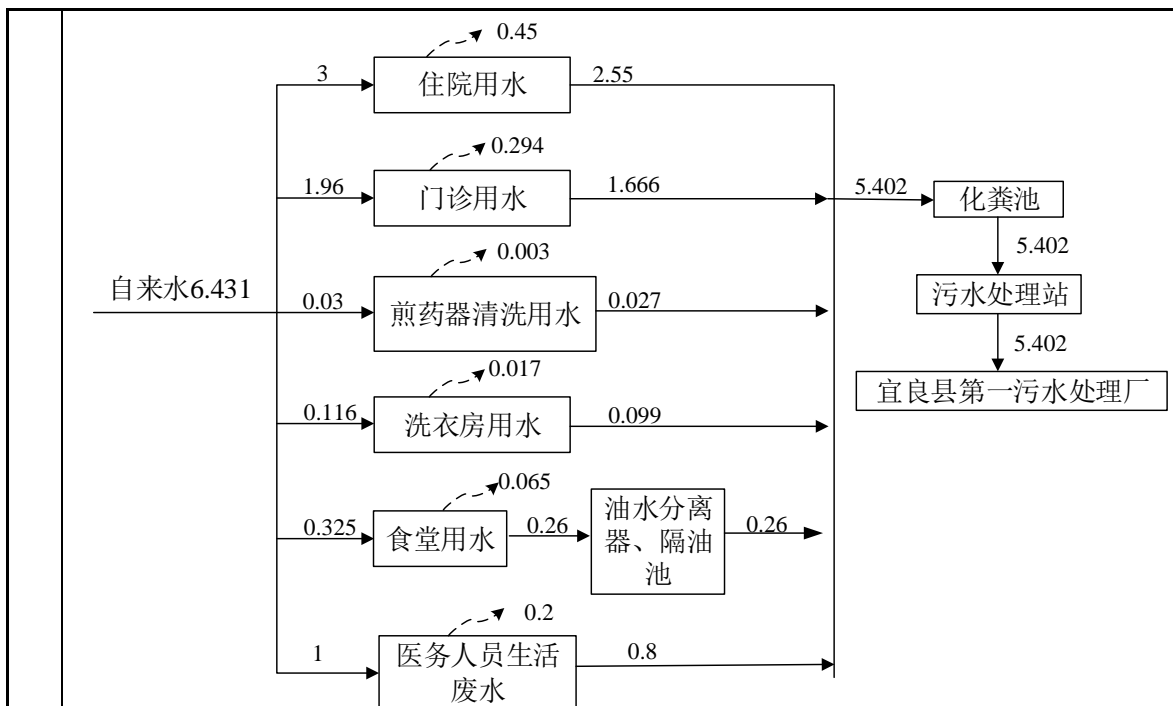 0.45
3
住院用水
2.55
0.294
1.96
门诊用水
1.666
5.402
化粪池
5.402
0.003
自来水6.431
0.03
煎药器清洗用水
0.027
污水处理站
5.402
0.017
宜良县第一污水处理厂
0.116
洗衣房用水
0.099
0.065
0.325
食堂用水
0.26
油水分离
器、隔油
池
0.26
0.2
1
医务人员生活
废水
0.8